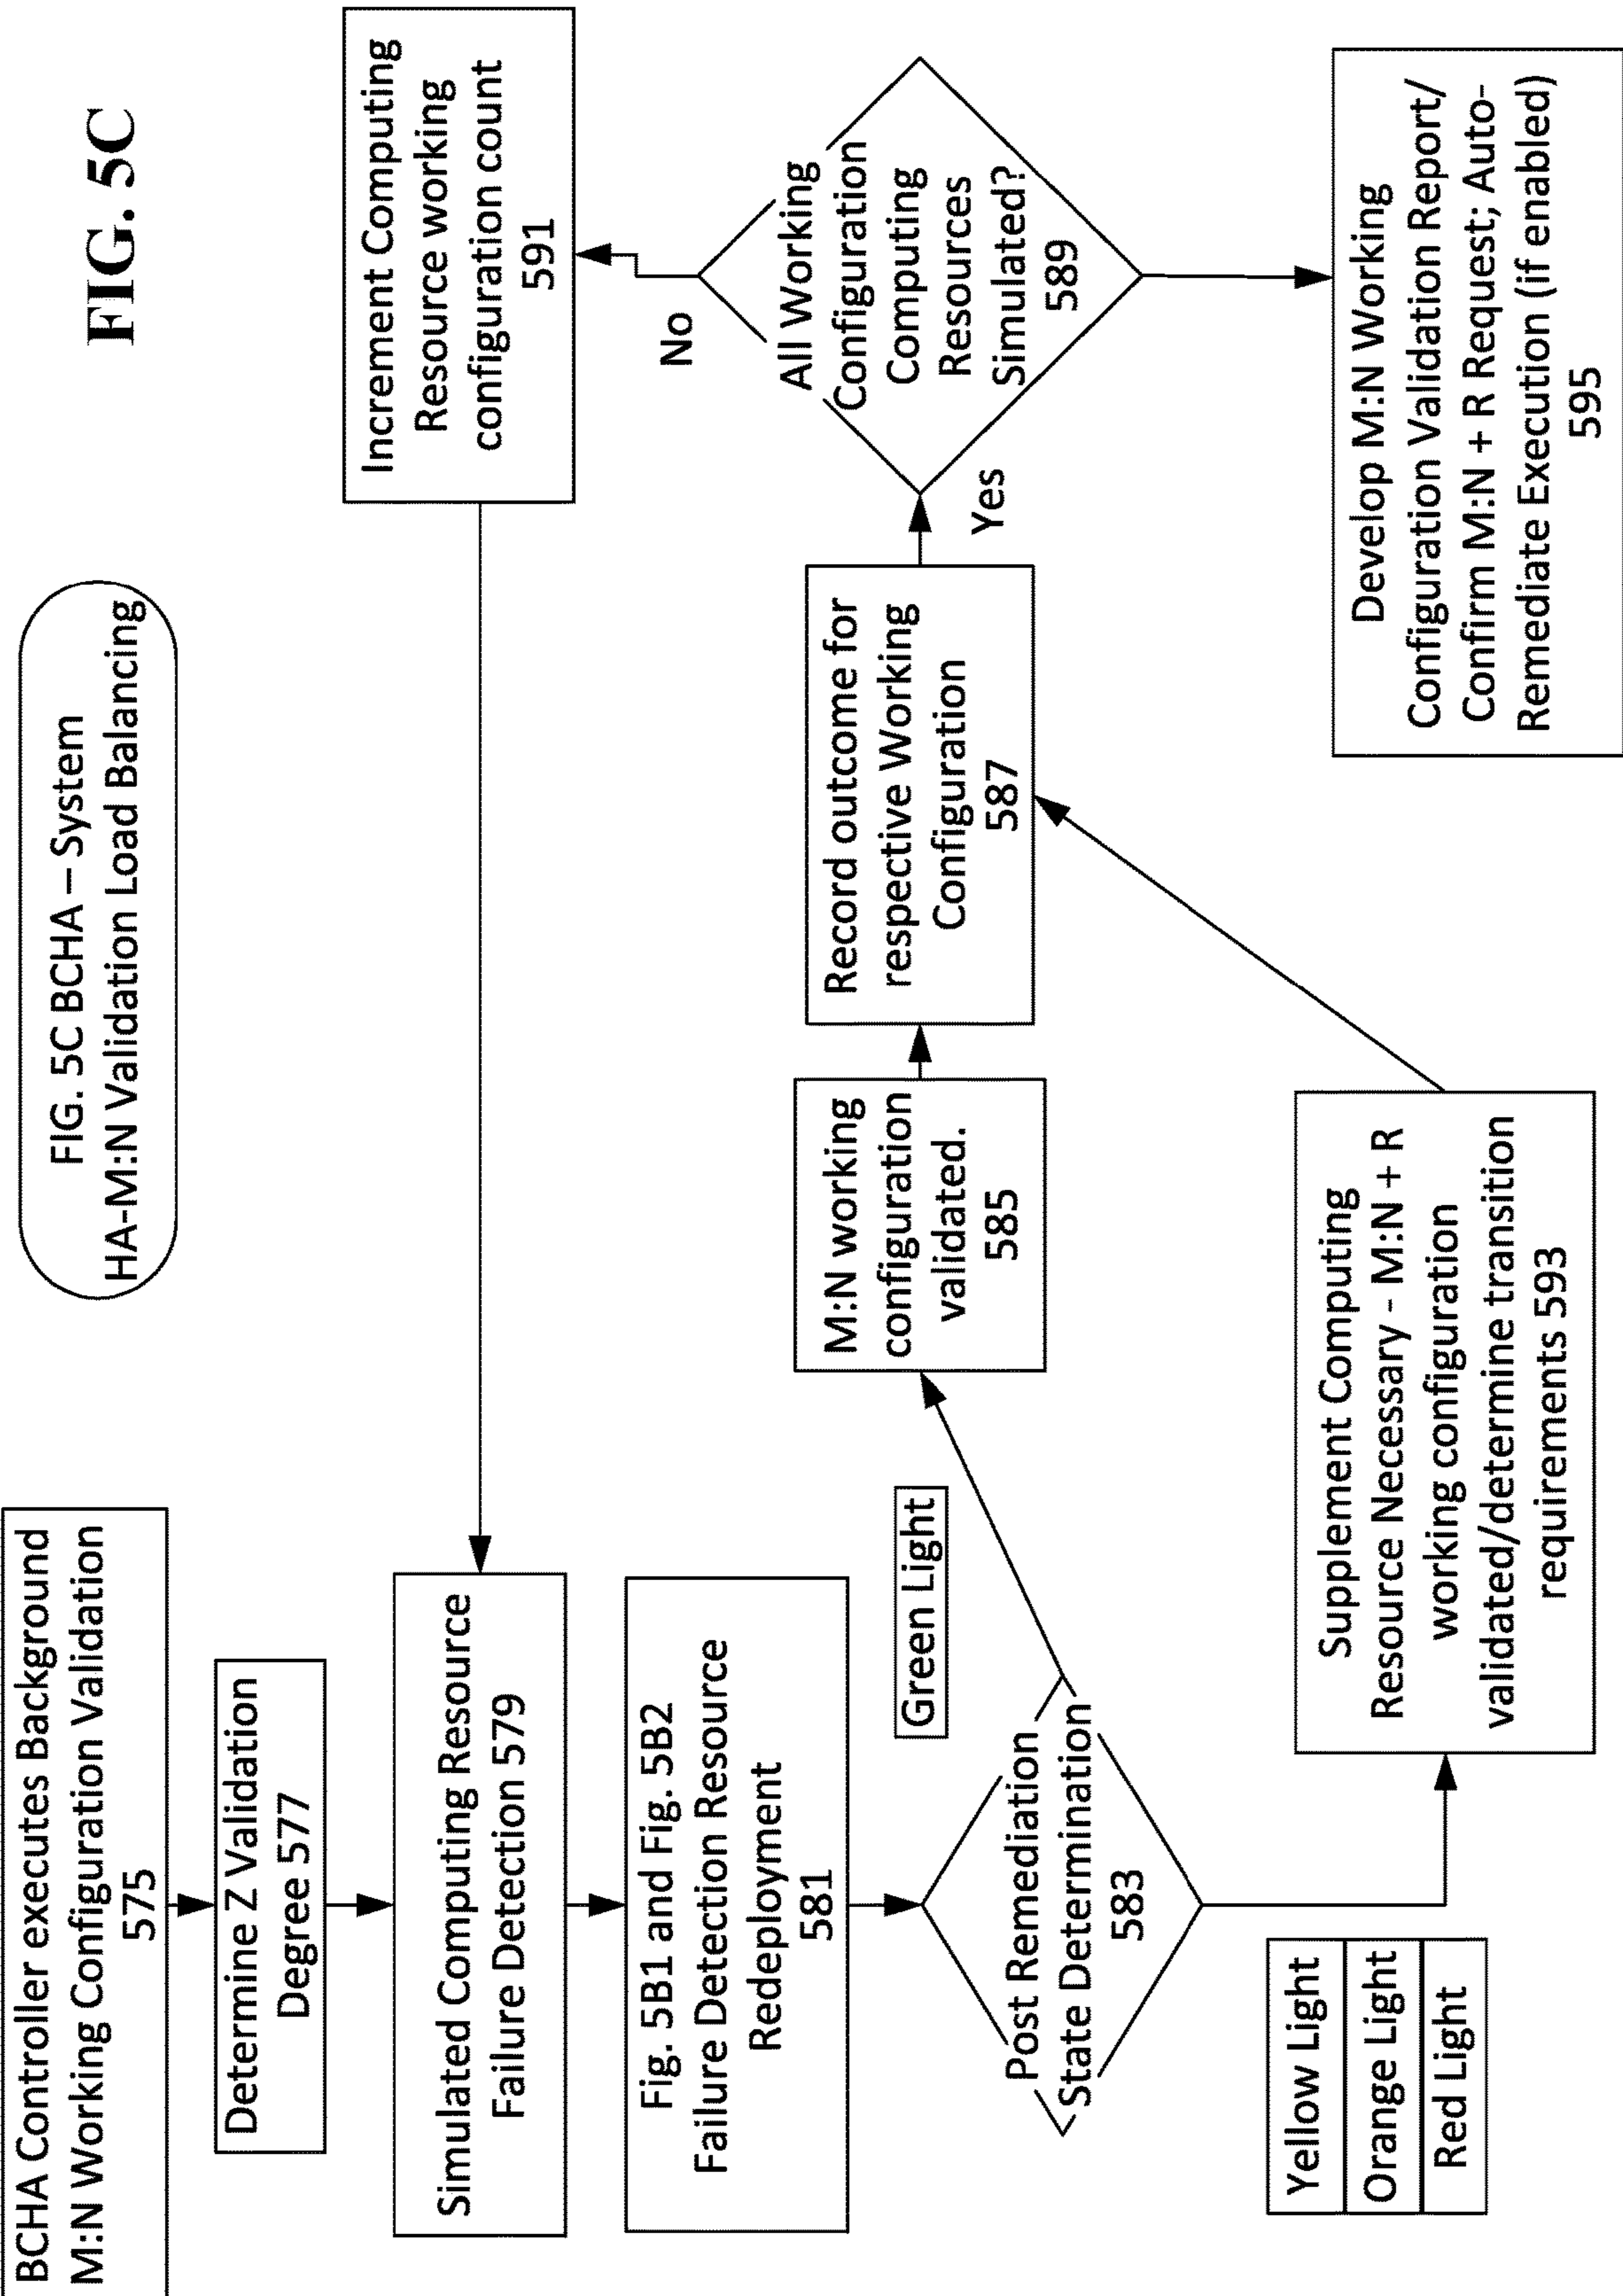 FIG. 5C
FIG. 5C BCHA – System
HA-M:N Validation Load Balancing
BCHA Controller executes Background
M:N Working Configuration Validation
575
Determine Z Validation
Degree 577
Simulated Computing Resource
Failure Detection 579
Fig. 5B1 and Fig. 5B2
Failure Detection Resource
Redeployment
581
Post Remediation
State Determination
583
Green Light
Yellow Light
Orange Light
Red Light
M:N working
configuration
validated.
585
Supplement Computing
Resource Necessary - M:N + R
working configuration
validated/determine transition
requirements 593
Record outcome for
respective Working
Configuration
587
Yes
All Working
Configuration
Computing
Resources
Simulated?
589
No
Increment Computing
Resource working
configuration count
591
Develop M:N Working
Configuration Validation Report/
Confirm M:N + R Request; Auto-
Remediate Execution (if enabled)
595